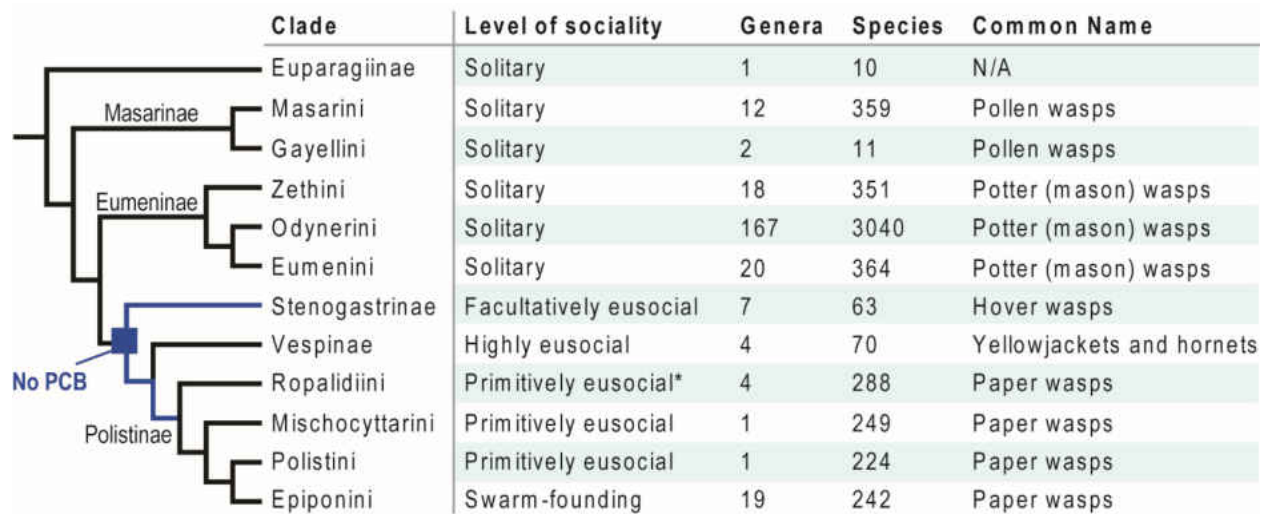 Clade Level of sociality Genera Species Common Name
Euparagiinae Solitary 1 10 N/A
Masarinae
Masarini Solitary 12 359 Pollen wasps
Gayellini Solitary 2 11 Pollen wasps
Zethini Solitary 18 351 Potter (mason) wasps
Eumeninae
Odynerini Solitary 167 3040 Potter (mason) wasps
Eumenini Solitary 20 364 Potter (mason) wasps
Stenogastrinae Facultatively eusocial 7 63 Hover wasps
Vespinae Highly eusocial 4 70 Yellowjackets and hornets
No PCB
Ropalidiini Primitively eusocial* 4 288 Paper wasps
Mischocyttarini Primitively eusocial 1 249 Paper wasps
Polistinae
Polistini Primitively eusocial 1 224 Paper wasps
Epiponini Swarm-founding 19 242 Paper wasps